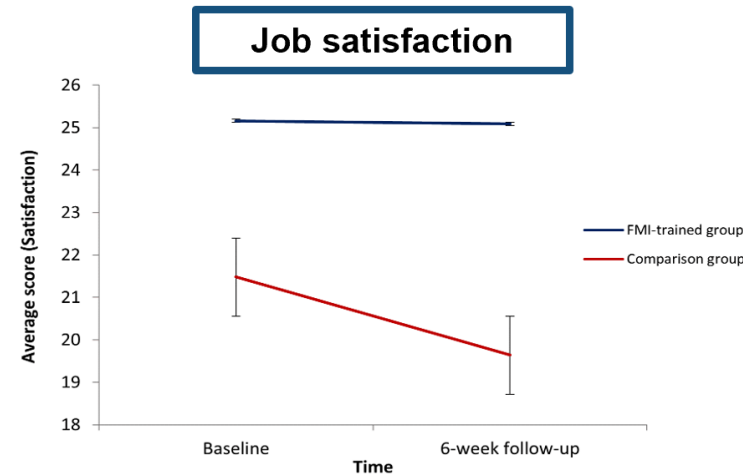 Job satisfaction
26
25
24
23
22
21
20
19
18
Average score (Satisfaction)
FMI-trained group
Comparison group
Baseline
6-week follow-up
Time